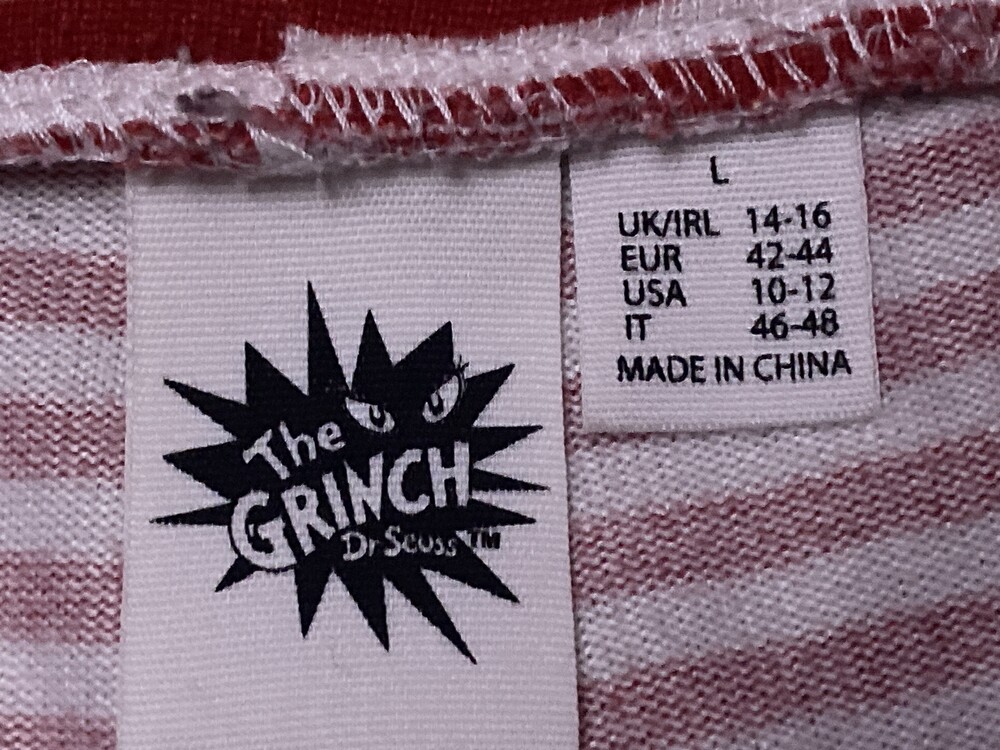 The
GRINCH
Dr Seuss™
L
UK/IRL 14-16
EUR 42-44
USA 10-12
IT 46-48
MADE IN CHINA